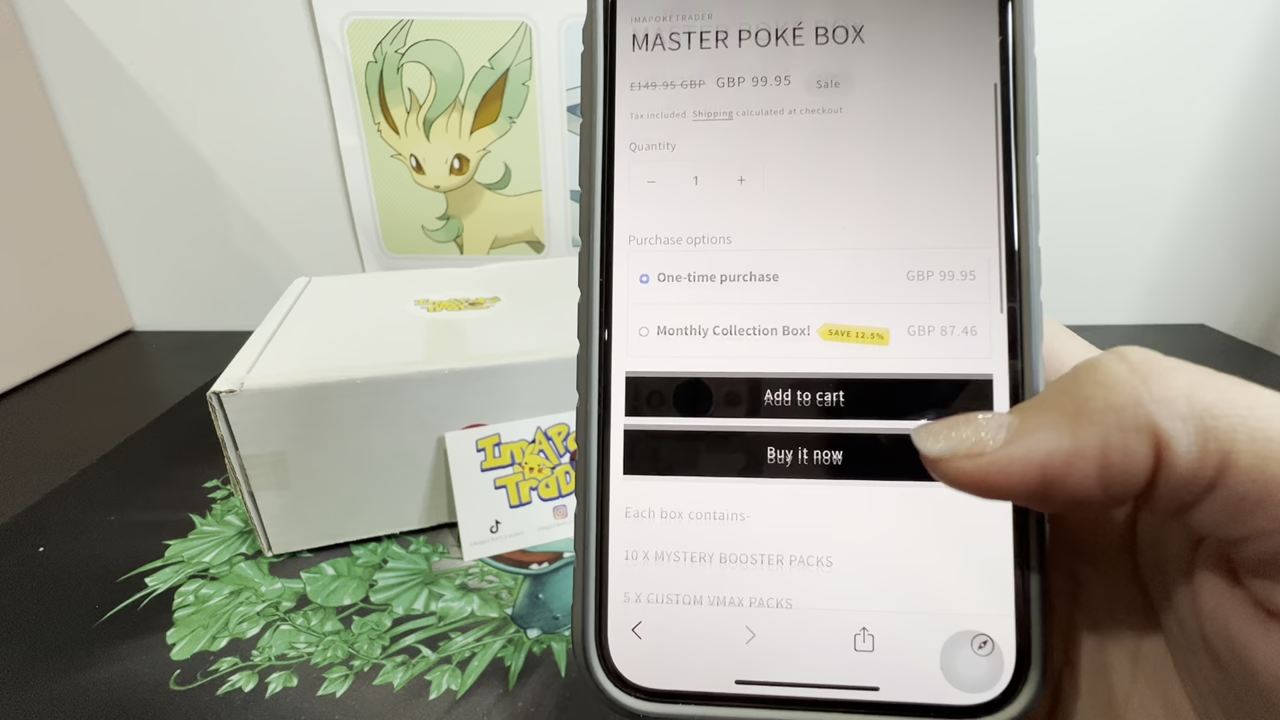 IMAPOKETRADER
MASTER POKÉ BOX
£149.95 GBP GBP 99.95 Sale
Tax included. Shipping calculated at checkout.
Quantity
− 1 +
Purchase options
One-time purchase GBP 99.95
Monthly Collection Box! SAVE 12.5% GBP 87.46
Add to cart
Buy it now
Each box contains-
10 X MYSTERY BOOSTER PACKS
5 X CUSTOM VMAX PACKS